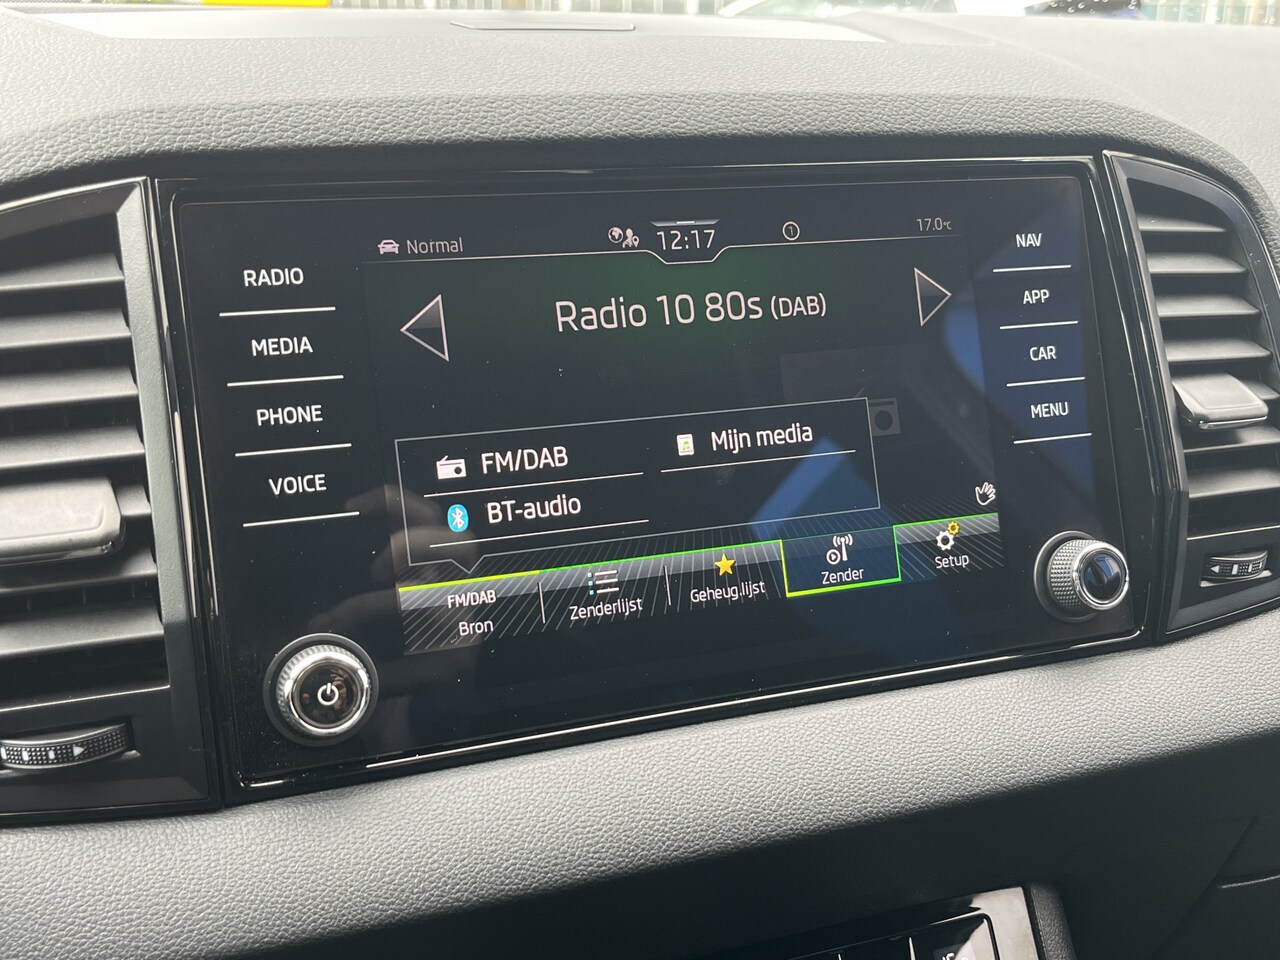 Normal
12:17
1
17.0°C
RADIO
MEDIA
PHONE
VOICE
Radio 10 80s (DAB)
NAV
APP
CAR
MENU
FM/DAB
Mijn media
BT-audio
FM/DAB
Bron
Zenderlijst
Geheug.lijst
Zender
Setup